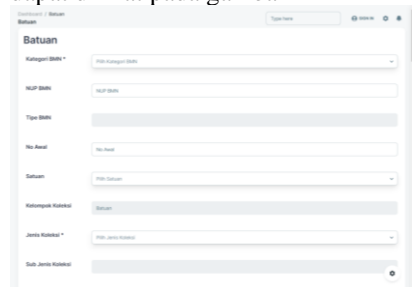 Dashboard / Batuan
Batuan
Type here
SIGN IN
Batuan
Kategori BMN *
Pilih Kategori BMN
NUP BMN
NUP BMN
Tipe BMN
No Awal
No Awal
Satuan
Pilih Satuan
Kelompok Koleksi
Batuan
Jenis Koleksi *
Pilih Jenis Koleksi
Sub Jenis Koleksi